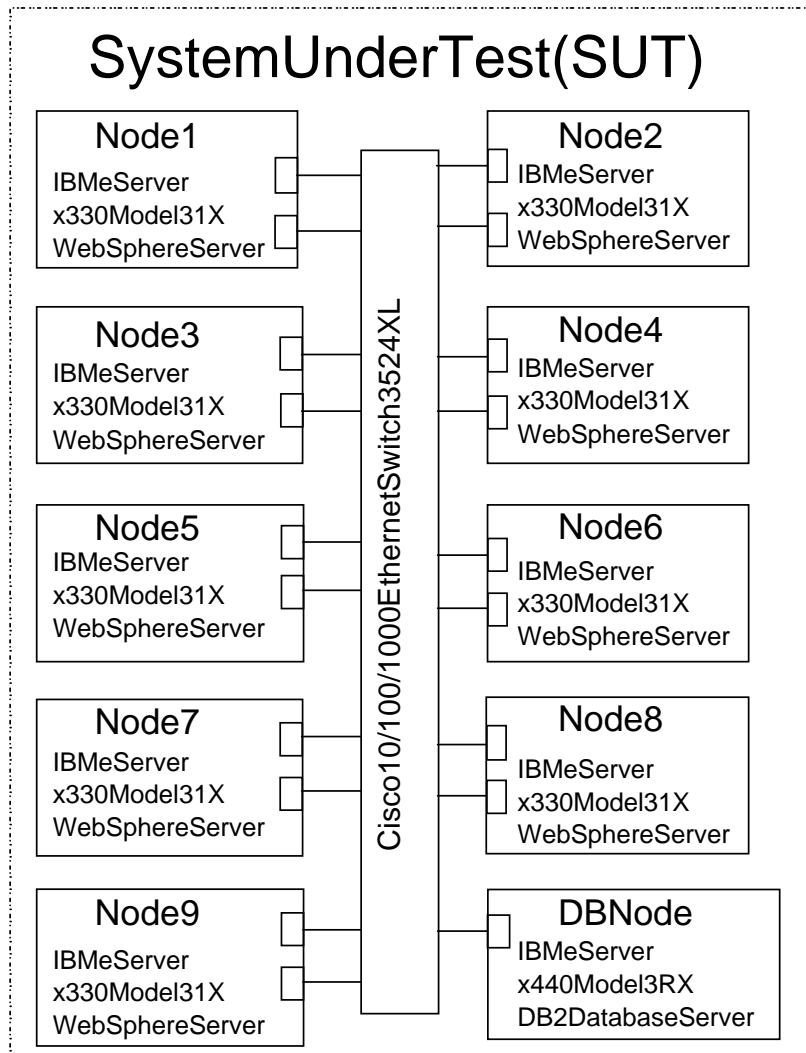 SystemUnderTest(SUT)
Node1
IBMeServer
x330Model31X
WebSphereServer
Node2
IBMeServer
x330Model31X
WebSphereServer
Node3
IBMeServer
x330Model31X
WebSphereServer
Node4
IBMeServer
x330Model31X
WebSphereServer
Cisco10/100/1000EthernetSwitch3524XL
Node5
IBMeServer
x330Model31X
WebSphereServer
Node6
IBMeServer
x330Model31X
WebSphereServer
Node7
IBMeServer
x330Model31X
WebSphereServer
Node8
IBMeServer
x330Model31X
WebSphereServer
Node9
IBMeServer
x330Model31X
WebSphereServer
DBNode
IBMeServer
x440Model3RX
DB2DatabaseServer